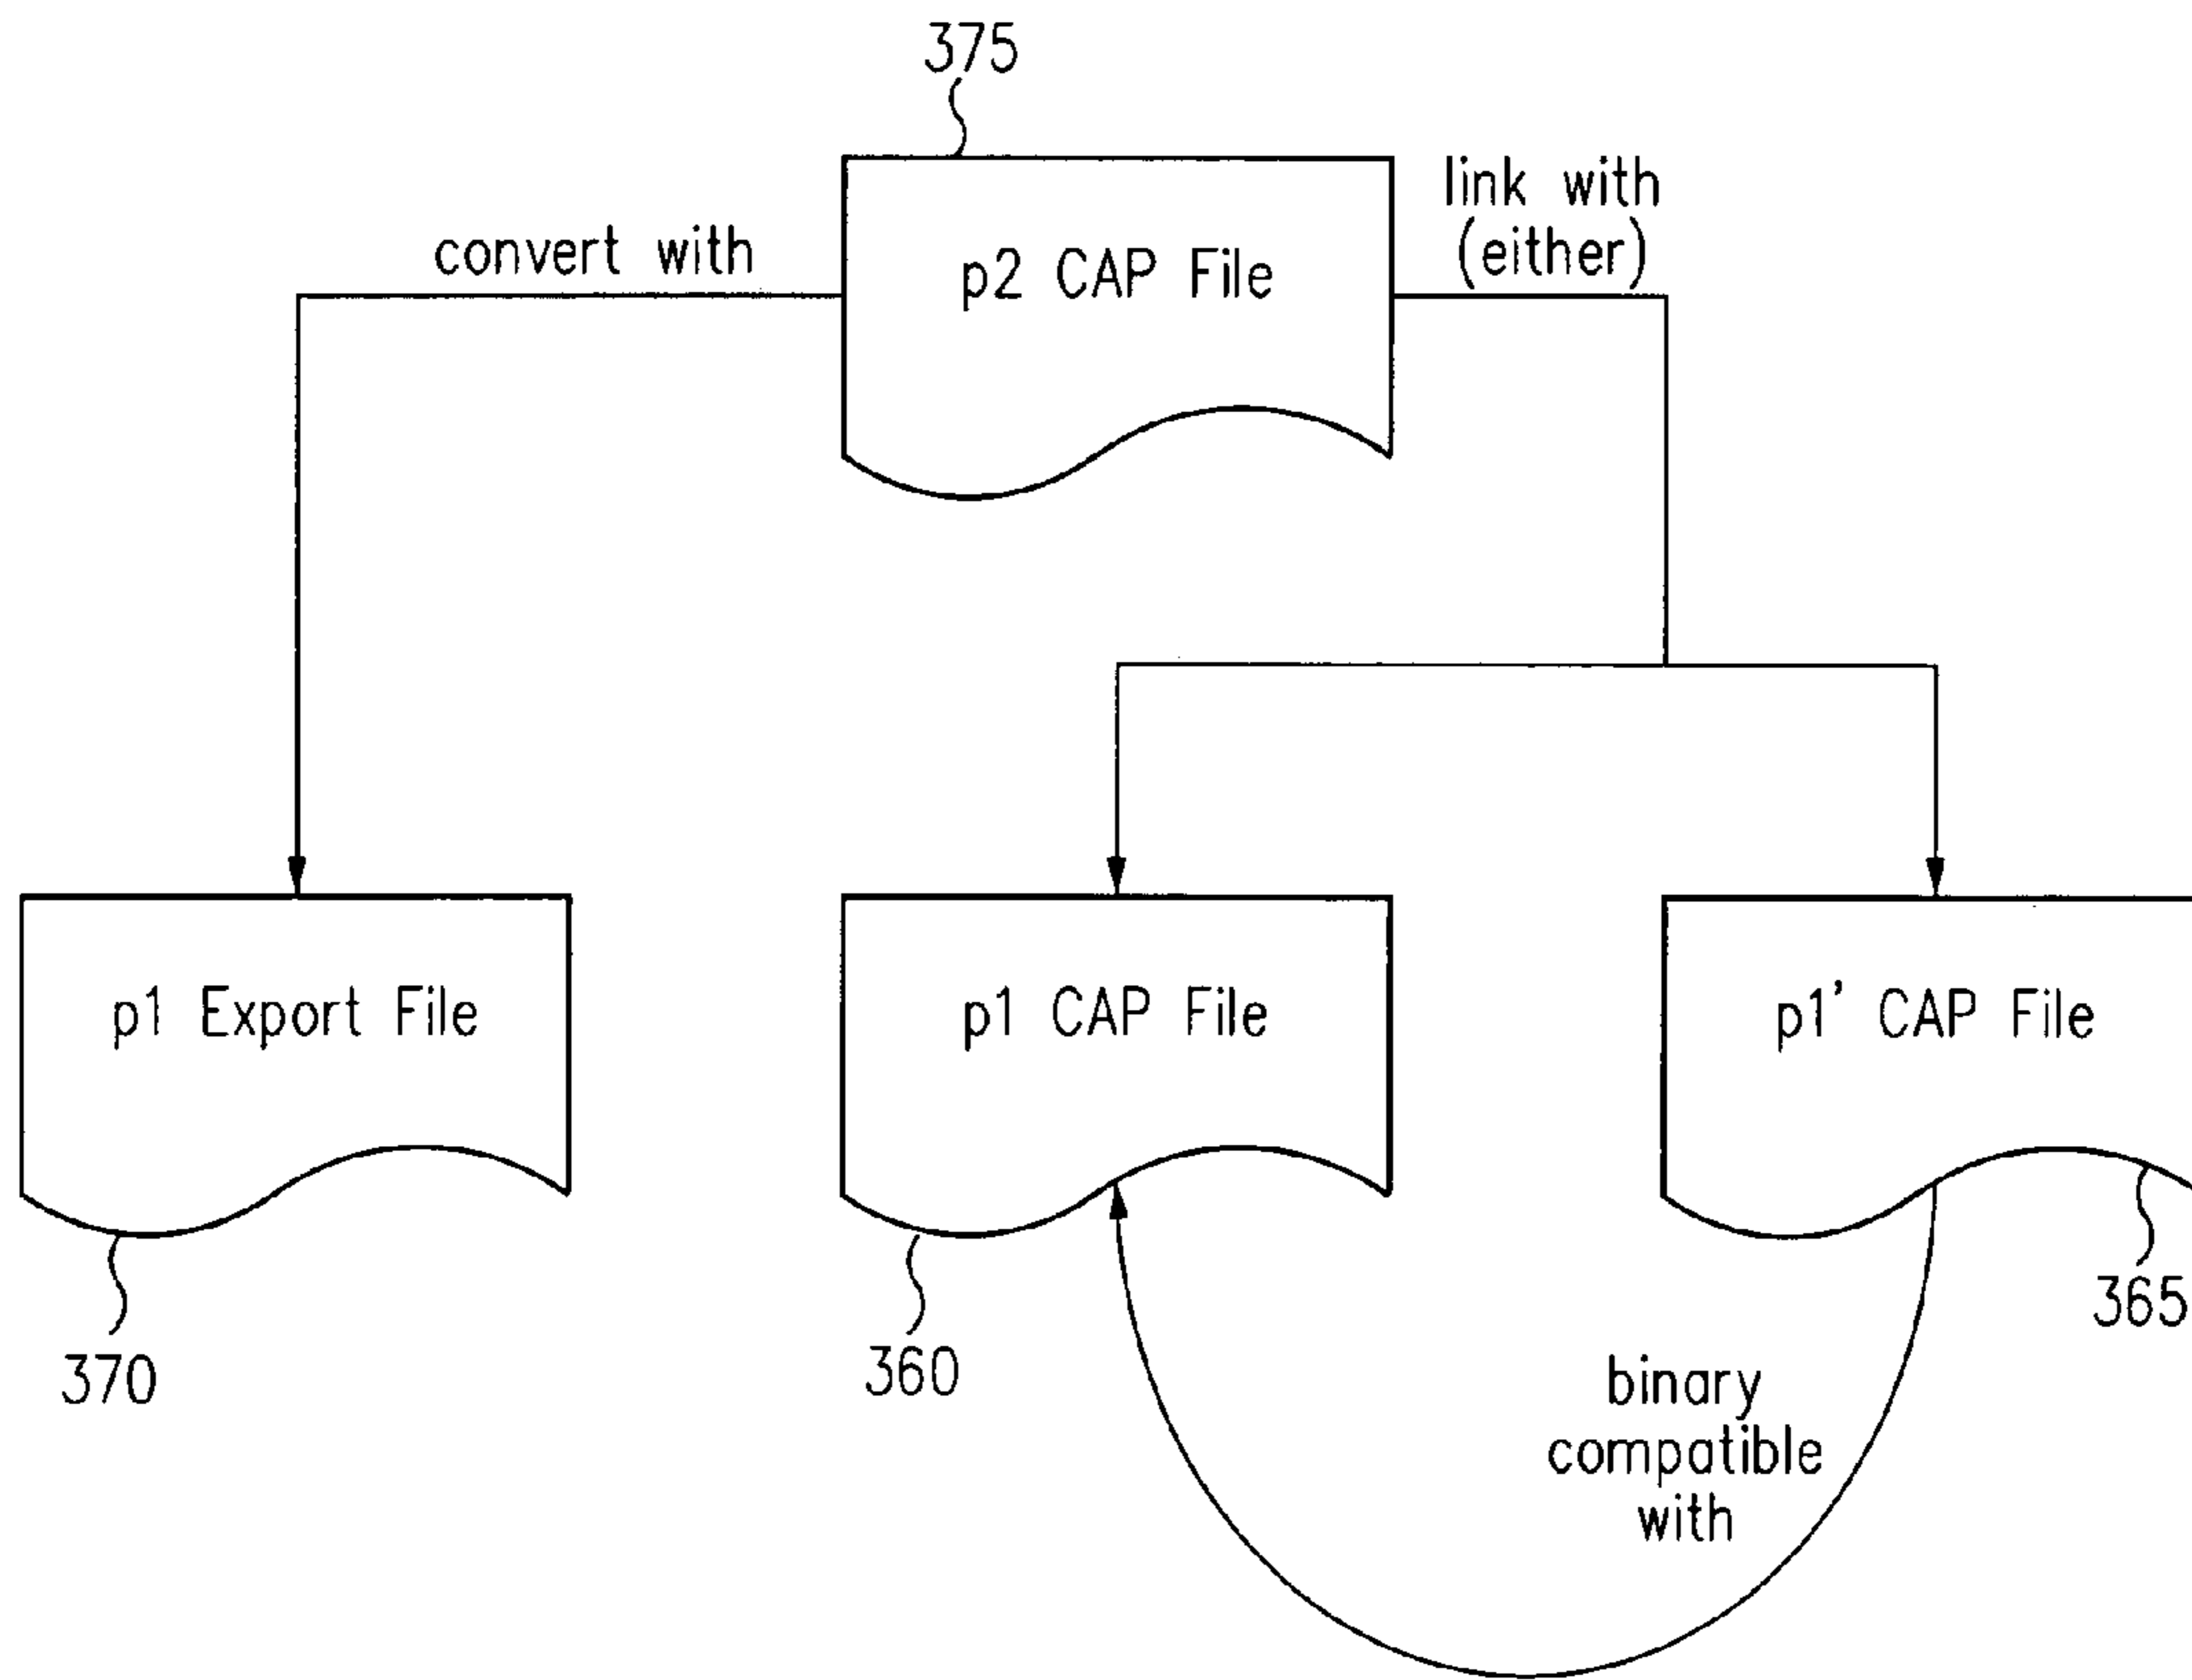 375
link with
(either)
convert with
p2 CAP File
p1 Export File
p1 CAP File
p1' CAP File
365
370
360
binary
compatible
with